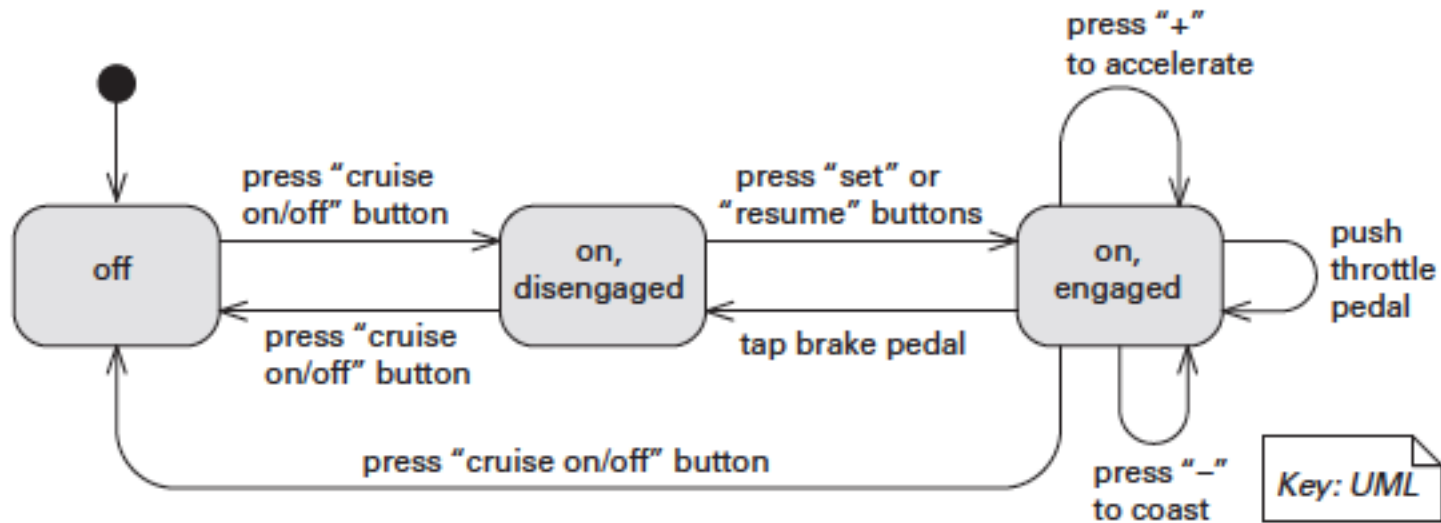 press “+”
to accelerate
press “cruise
on/off” button
press “set” or
“resume” buttons
off
on,
disengaged
on,
engaged
push
throttle
pedal
press “cruise
on/off” button
tap brake pedal
press “cruise on/off” button
press “–”
to coast
Key: UML